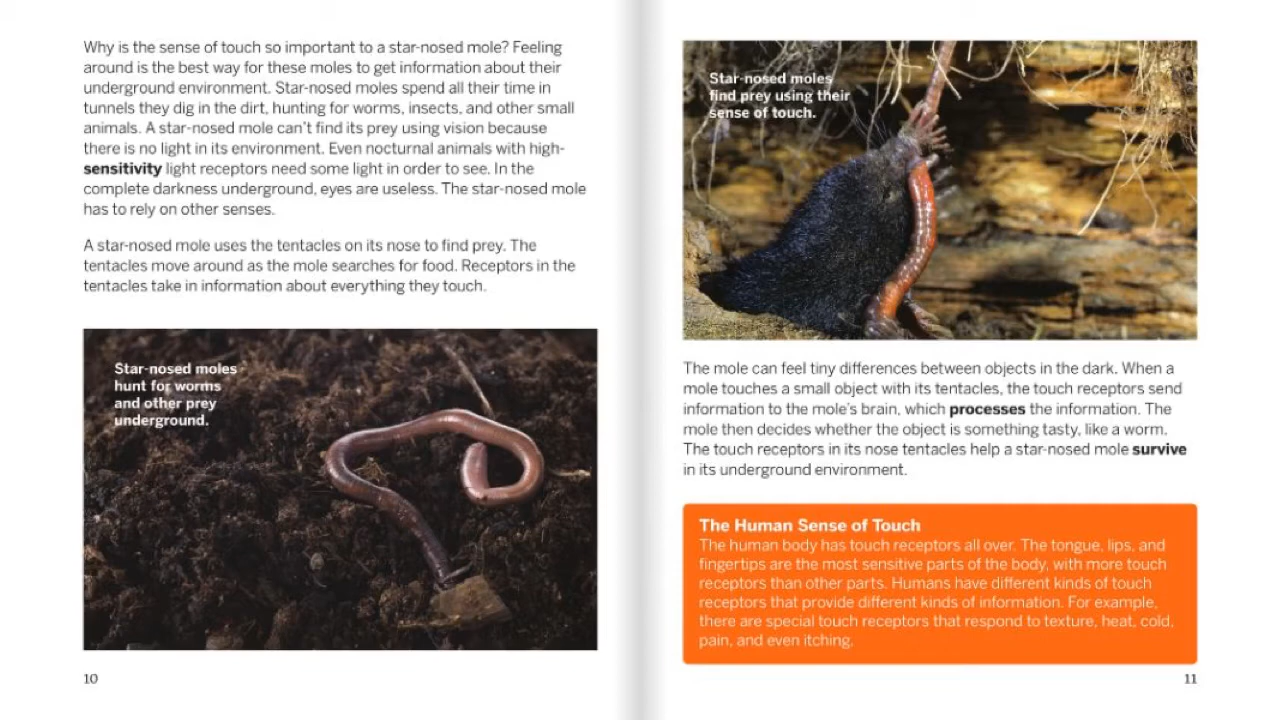 Why is the sense of touch so important to a star-nosed mole? Feeling
around is the best way for these moles to get information about their
underground environment. Star-nosed moles spend all their time in
tunnels they dig in the dirt, hunting for worms, insects, and other small
animals. A star-nosed mole can't find its prey using vision because
there is no light in its environment. Even nocturnal animals with high-
sensitivity light receptors need some light in order to see. In the
complete darkness underground, eyes are useless. The star-nosed mole
has to rely on other senses.
A star-nosed mole uses the tentacles on its nose to find prey. The
tentacles move around as the mole searches for food. Receptors in the
tentacles take in information about everything they touch.
Star-nosed moles
hunt for worms
and other prey
underground.
10
Star-nosed moles
find prey using their
sense of touch.
The mole can feel tiny differences between objects in the dark. When a
mole touches a small object with its tentacles, the touch receptors send
information to the mole's brain, which processes the information. The
mole then decides whether the object is something tasty, like a worm.
The touch receptors in its nose tentacles help a star-nosed mole survive
in its underground environment.
The Human Sense of Touch
The human body has touch receptors all over. The tongue, lips, and
fingertips are the most sensitive parts of the body, with more touch
receptors than other parts. Humans have different kinds of touch
receptors that provide different kinds of information. For example,
there are special touch receptors that respond to texture, heat, cold,
pain, and even itching.
11